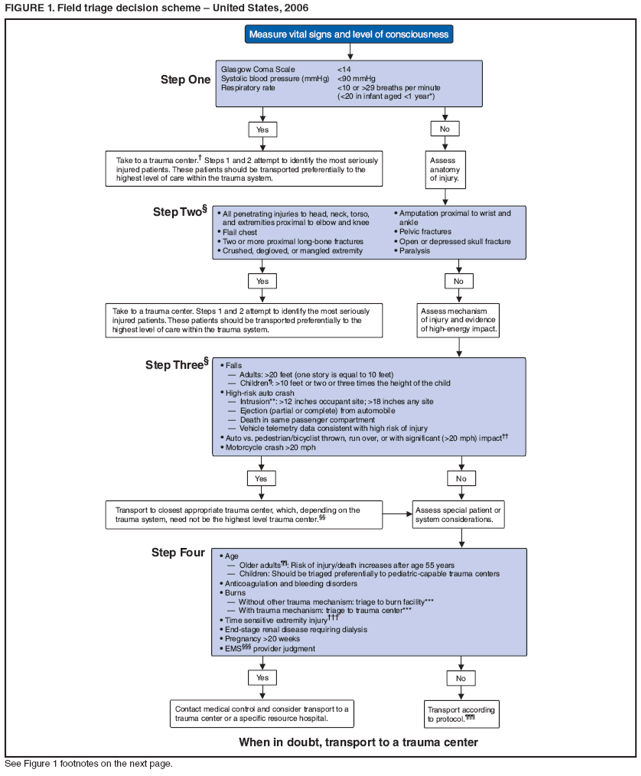 FIGURE 1. Field triage decision scheme – United States, 2006
Measure vital signs and level of consciousness
Step One
Glasgow Coma Scale <14
Systolic blood pressure (mmHg) <90 mmHg
Respiratory rate <10 or >29 breaths per minute
(<20 in infant aged <1 year*)
Yes
No
Take to a trauma center.† Steps 1 and 2 attempt to identify the most seriously
injured patients. These patients should be transported preferentially to the
highest level of care within the trauma system.
Assess
anatomy
of injury.
Step Two§
• All penetrating injuries to head, neck, torso,
and extremities proximal to elbow and knee
• Flail chest
• Two or more proximal long-bone fractures
• Crushed, degloved, or mangled extremity
• Amputation proximal to wrist and
ankle
• Pelvic fractures
• Open or depressed skull fracture
• Paralysis
Yes
No
Take to a trauma center. Steps 1 and 2 attempt to identify the most seriously
injured patients. These patients should be transported preferentially to the
highest level of care within the trauma system.
Assess mechanism
of injury and evidence
of high-energy impact.
Step Three§
• Falls
— Adults: >20 feet (one story is equal to 10 feet)
— Children¶: >10 feet or two or three times the height of the child
• High-risk auto crash
— Intrusion**: >12 inches occupant site; >18 inches any site
— Ejection (partial or complete) from automobile
— Death in same passenger compartment
— Vehicle telemetry data consistent with high risk of injury
• Auto vs. pedestrian/bicyclist thrown, run over, or with significant (>20 mph) impact††
• Motorcycle crash >20 mph
Yes
No
Transport to closest appropriate trauma center, which, depending on the
trauma system, need not be the highest level trauma center.§§
Assess special patient or
system considerations.
Step Four
• Age
— Older adults¶¶: Risk of injury/death increases after age 55 years
— Children: Should be triaged preferentially to pediatric-capable trauma centers
• Anticoagulation and bleeding disorders
• Burns
— Without other trauma mechanism: triage to burn facility***
— With trauma mechanism: triage to trauma center***
• Time sensitive extremity injury†††
• End-stage renal disease requiring dialysis
• Pregnancy >20 weeks
• EMS§§§ provider judgment
Yes
No
Contact medical control and consider transport to a
trauma center or a specific resource hospital.
Transport according
to protocol.¶¶¶
When in doubt, transport to a trauma center
See Figure 1 footnotes on the next page.